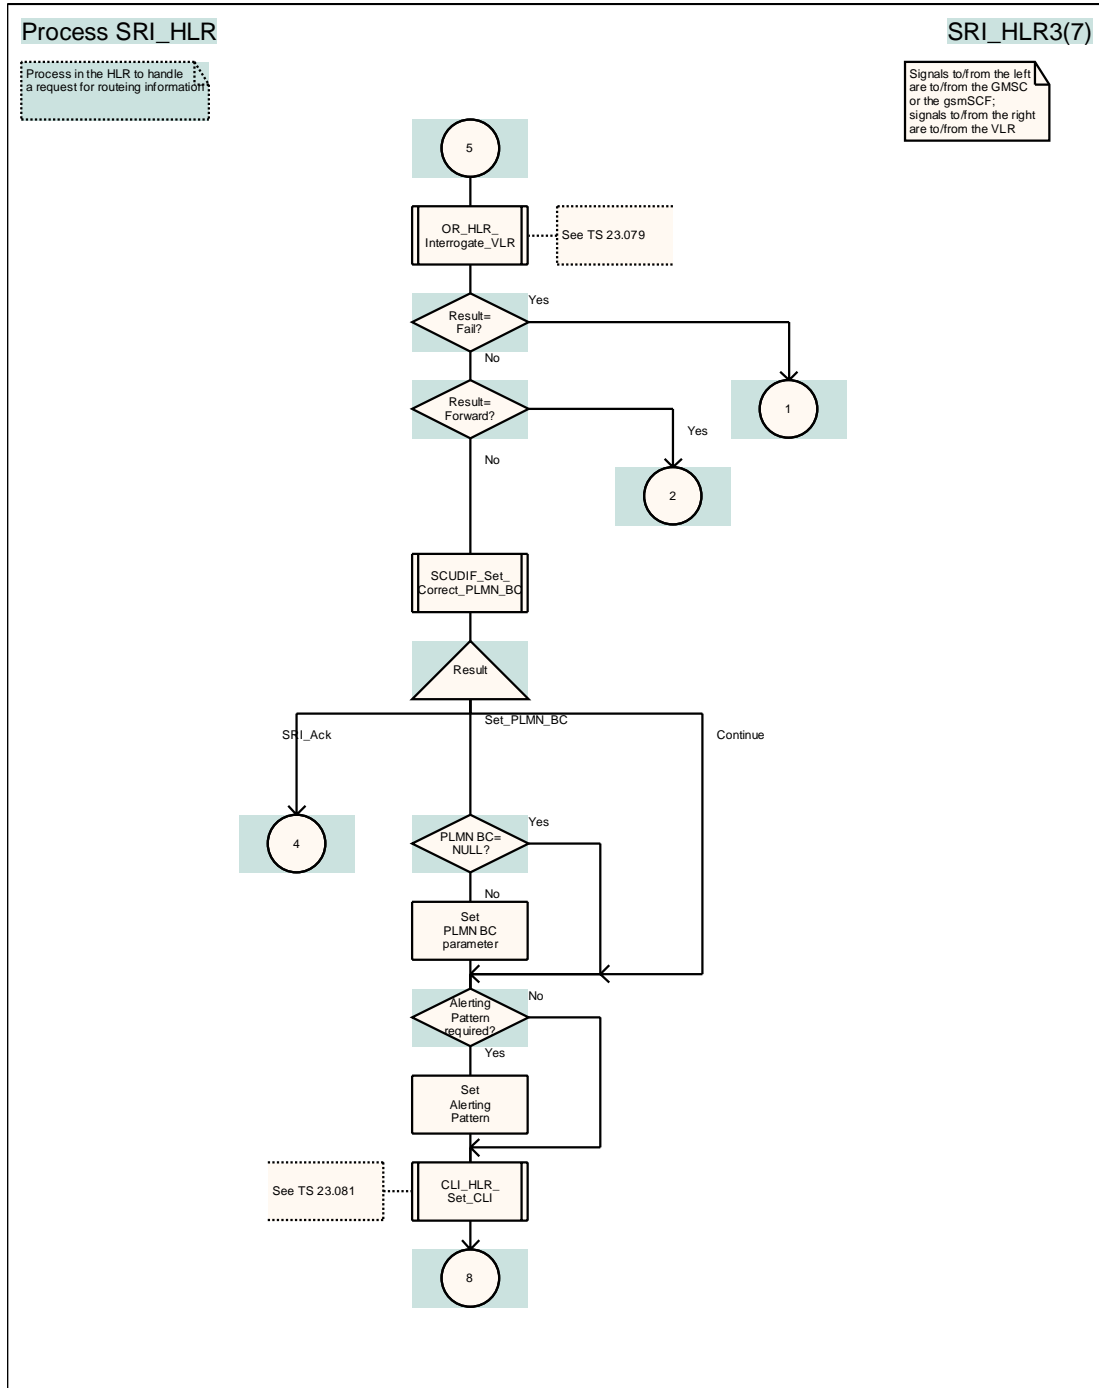 Process SRI_HLR
SRI_HLR3(7)
Process in the HLR to handle
a request for routeing information
Signals to/from the left
are to/from the GMSC
or the gsmSCF;
signals to/from the right
are to/from the VLR
5
OR_HLR_
Interrogate_VLR
See TS 23.079
Result=
Fail?
Yes
No
1
Result=
Forward?
Yes
No
2
SCUDIF_Set_
Correct_PLMN_BC
Result
SRI_Ack
Set_PLMN_BC
Continue
4
PLMN BC=
NULL?
Yes
No
Set
PLMN BC
parameter
Alerting
Pattern
required?
No
Yes
Set
Alerting
Pattern
See TS 23.081
CLI_HLR_
Set_CLI
8